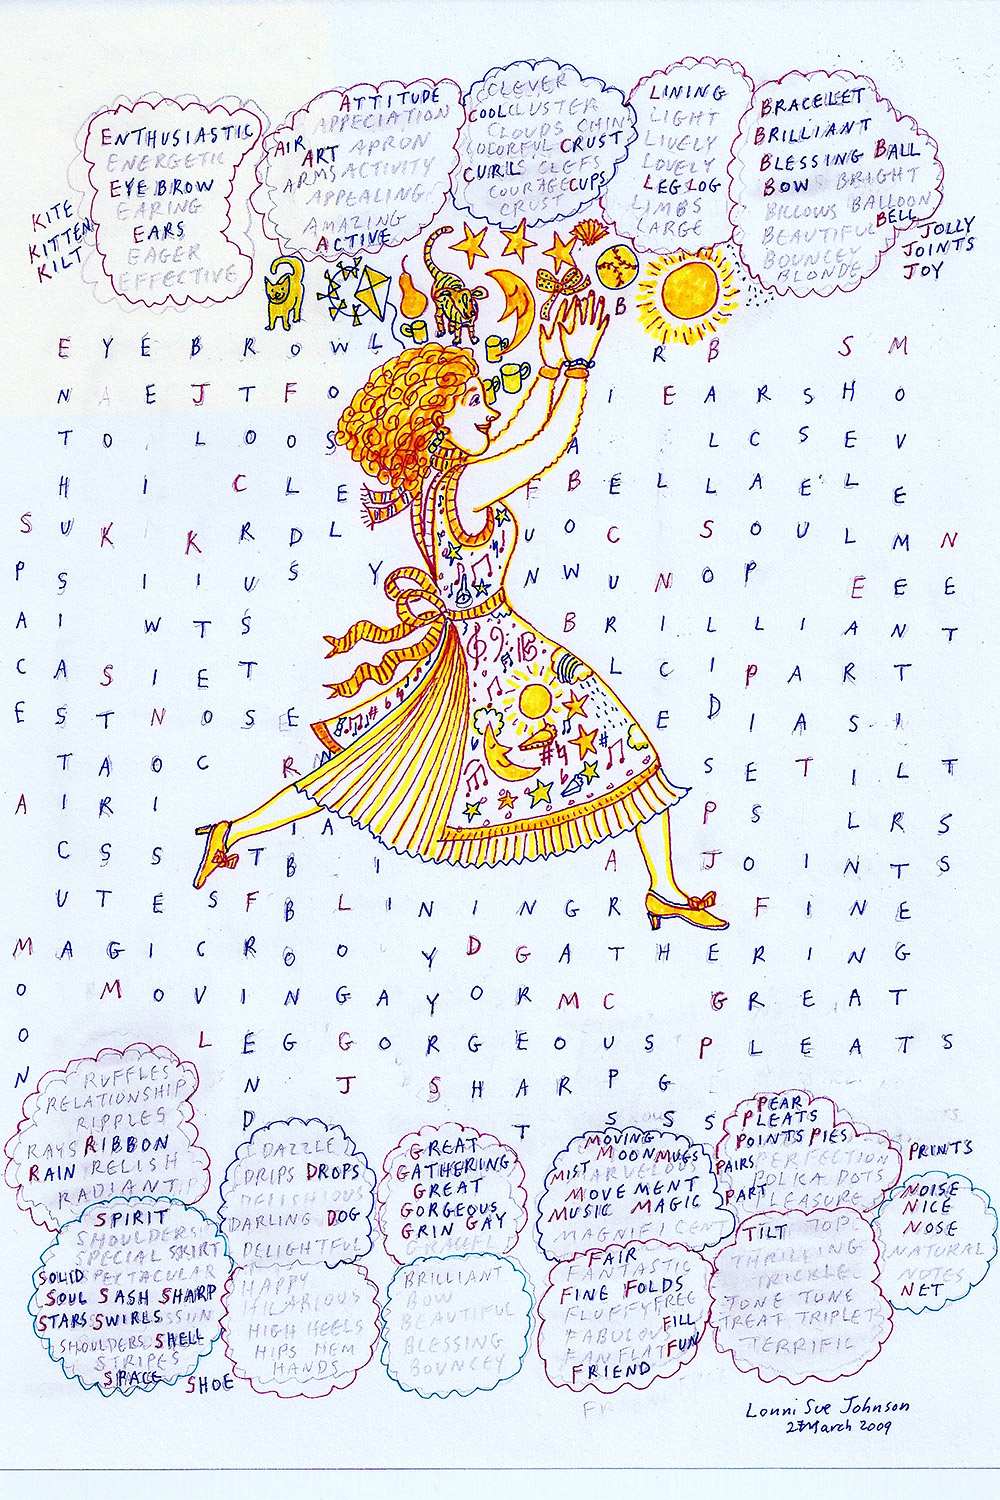 ENTHUSIASTIC
ENERGETIC
EYE BROW
EARING
EARS
EAGER
EFFECTIVE
KITE
KITTEN
KILT
ATTITUDE
APPECIATION
AIR
ART APRON
ARMS ACTIVITY
APPEALING
AMAZING
ACTIVE
CLEVER
COOL CLUSTER
CLOUDS CHIN
COLORFUL CRUST
CURLS CLEFS
COURAGE CUPS
CRUST
LINING
LIGHT
LIVELY
LOVELY
LEG LOG
LIMBS
LARGE
BRACELET
BRILLIANT
BLESSING BALL
BOW BRIGHT
BILLOWS BALLOON
BELL
BEAUTIFUL
BOUNCEY
BLONDE
JOLLY
JOINTS
JOY
B
E Y E B R O W L R B S M
N A E J T F O I E A R S H O
T O L O O S A L C S E V
H I C L E F B E L L A E L E
S U K K R D L U O C S O U L M N
P S I I U S Y N W U N O P E E E
A I W T S B R I L L I A N T
C A S I E T L C I P A R T
E S T N O S E E D I A S I
T A O C R N S E T I L T
A I R I P S L R S
C S S T I A B I A J O I N T S
U T E S F B L I N I N G R F I N E
M A G I C R O O Y D G A T H E R I N G
O M O V I N G A Y O R M C G R E A T
O L E G G O R G E O U S P L E A T S
N N J S H A R P G
D T S S S
RUFFLES
RELATIONSHIP
RIPPLES
RAYS RIBBON
RAIN RELISH
RADIANT
SPIRIT
SHOULDERS
SPECIAL SKIRT
SOLID SPECTACULAR
SOUL SASH SHARP
STARS SWIRLS
SHOULDERS SHELL
STRIPES
SPACE
SHOE
DAZZLE
DRIPS DROPS
DARLING DOG
DELIGHTFUL
HAPPY
HILARIOUS
HIGH HEELS
HIPS HEM
HANDS
GREAT
GATHERING
GREAT
GORGEOUS
GRIN GAY
BRILLIANT
BOW
BEAUTIFUL
BLESSING
BOUNCEY
MOVING
MOON MUGS
MIST MARVELOUS
MOVEMENT
MUSIC MAGIC
MAGNIFICENT
FAIR
FANTASTIC
FINE FOLDS
FLUFFY FREE
FILL
FABULOUS
FAN FLAT FUN
FRIEND
PEAR
PLEATS
POINTS PIES
PAIRS PERFECTION
POLKA DOTS
PART PLEASURE
PRINTS
TILT TOPS
THRILLING
TRICKLE
TONE TUNE
TREAT TRIPLET
TERRIFIC
NOISE
NICE
NOSE
NATURAL
NOTES
NET
Lonni Sue Johnson
27 March 2009